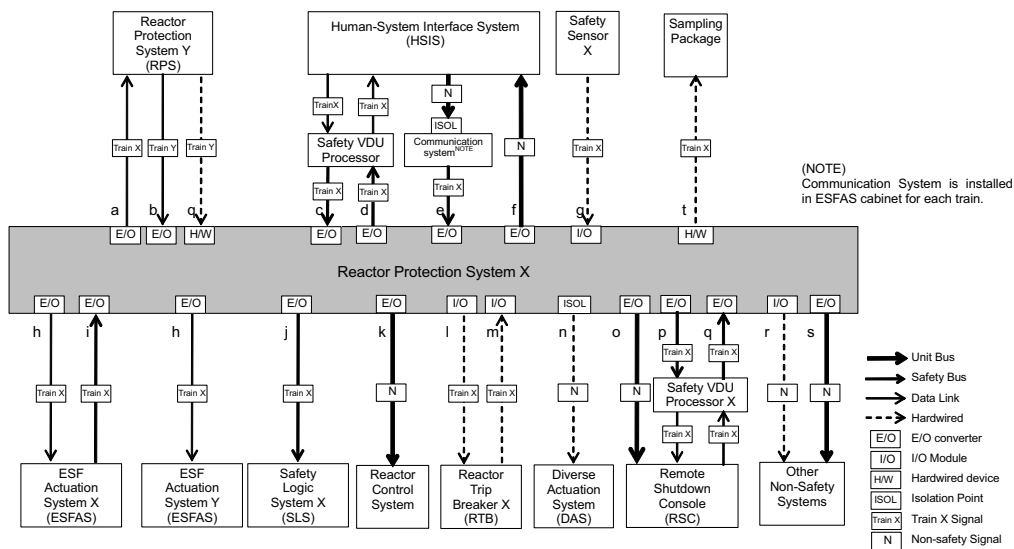 Reactor
Protection
System Y
(RPS)
Human-System Interface System
(HSIS)
Safety
Sensor
X
Sampling
Package
Train X
Train Y
Train Y
TrainX
Train X
N
ISOL
N
Train X
Train X
Safety VDU
Processor
Communication
system NOTE
Train X
Train X
Train X
(NOTE)
Communication System is installed
in ESFAS cabinet for each train.
a
b
q
c
d
e
f
g
t
E/O
E/O
H/W
E/O
E/O
E/O
E/O
I/O
H/W
Reactor Protection System X
E/O
E/O
E/O
E/O
E/O
I/O
I/O
ISOL
E/O
E/O
E/O
I/O
E/O
h
i
h
j
k
l
m
n
o
p
q
r
s
Train X
Train X
Safety VDU
Processor X
Train X
Train X
Train X
Train X
N
Train X
Train X
N
N
N
N
Train X
Train X
ESF
Actuation
System X
(ESFAS)
ESF
Actuation
System Y
(ESFAS)
Safety
Logic
System X
(SLS)
Reactor
Control
System
Reactor
Trip
Breaker X
(RTB)
Diverse
Actuation
System
(DAS)
Remote
Shutdown
Console
(RSC)
Other
Non-Safety
Systems
Unit Bus
Safety Bus
Data Link
Hardwired
E/O E/O converter
I/O I/O Module
H/W Hardwired device
ISOL Isolation Point
Train X Train X Signal
N Non-safety Signal